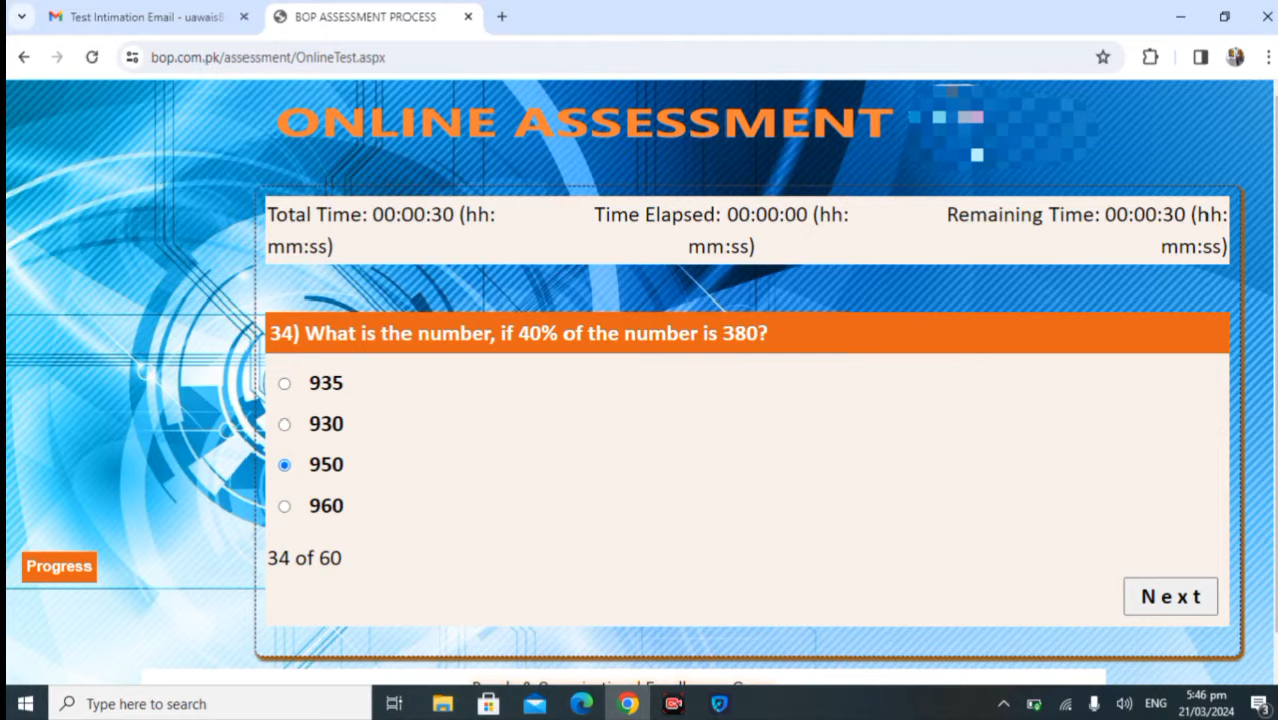 Test Intimation Email - uawais8
BOP ASSESSMENT PROCESS
bop.com.pk/assessment/OnlineTest.aspx
ONLINE ASSESSMENT
Total Time: 00:00:30 (hh:
mm:ss)
Time Elapsed: 00:00:00 (hh:
mm:ss)
Remaining Time: 00:00:30 (hh:
mm:ss)
34) What is the number, if 40% of the number is 380?
935
930
950
960
34 of 60
Progress
Next
Type here to search
ENG
5:46 pm
21/03/2024
3